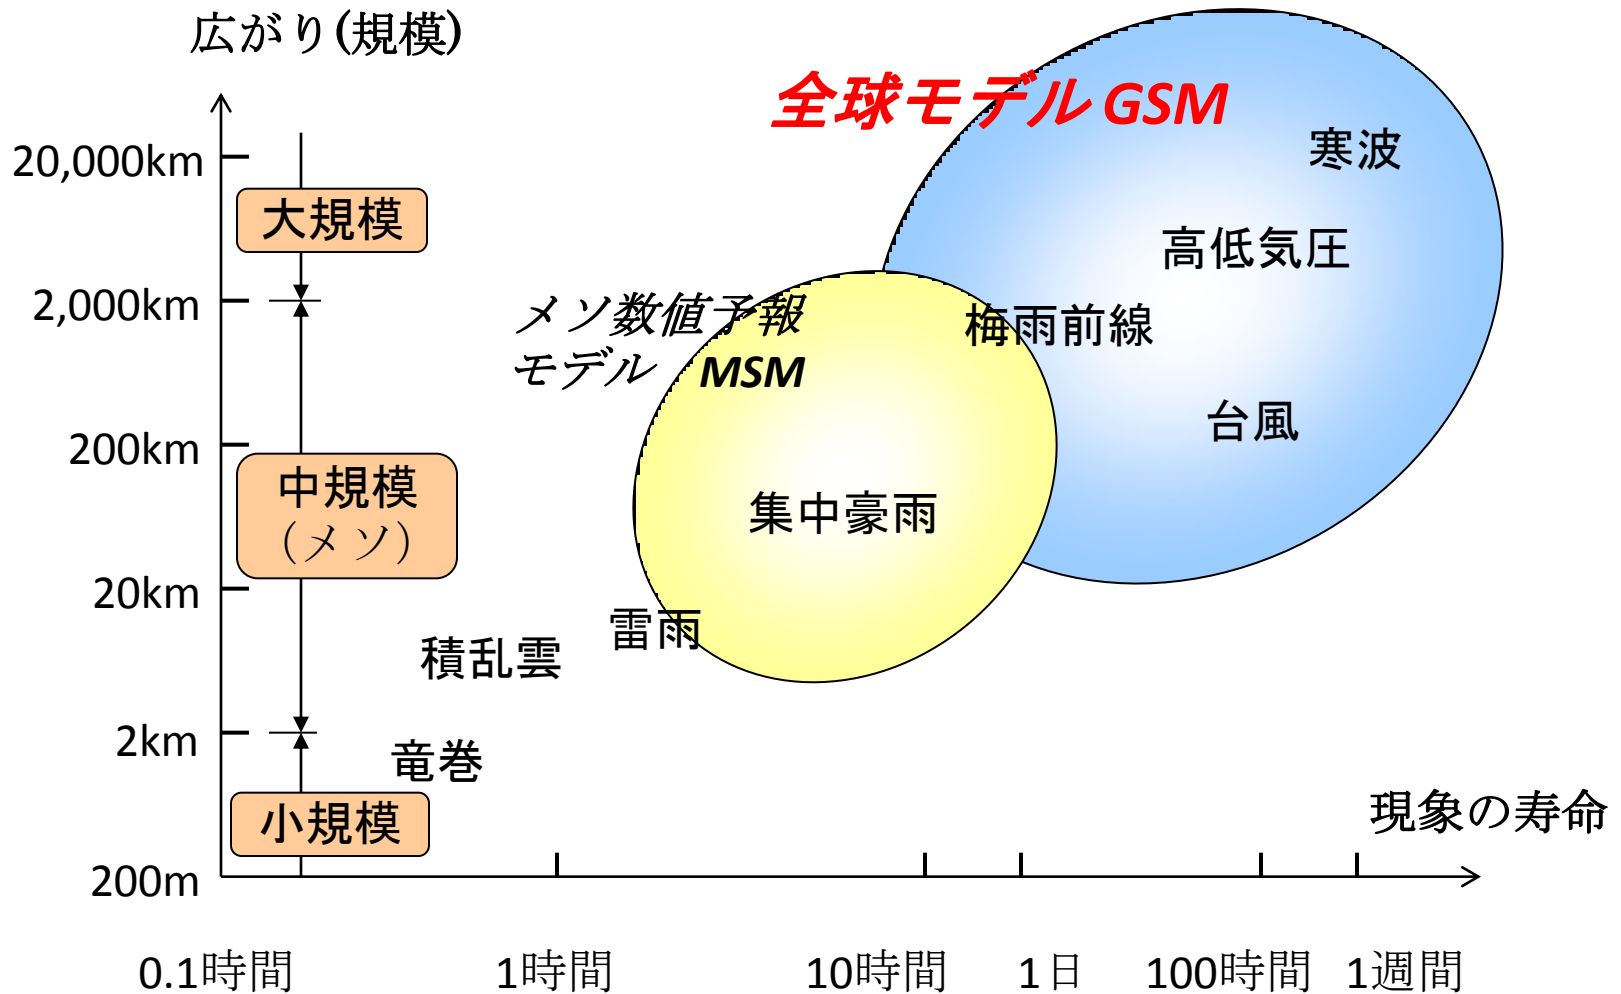 広がり(規模)
全球モデル GSM
20,000km
寒波
大規模
高低気圧
2,000km
メソ数値予報
モデル MSM
梅雨前線
台風
200km
中規模
(メソ)
集中豪雨
20km
雷雨
積乱雲
2km
竜巻
小規模
現象の寿命
200m
0.1時間 1時間 10時間 1日 100時間 1週間